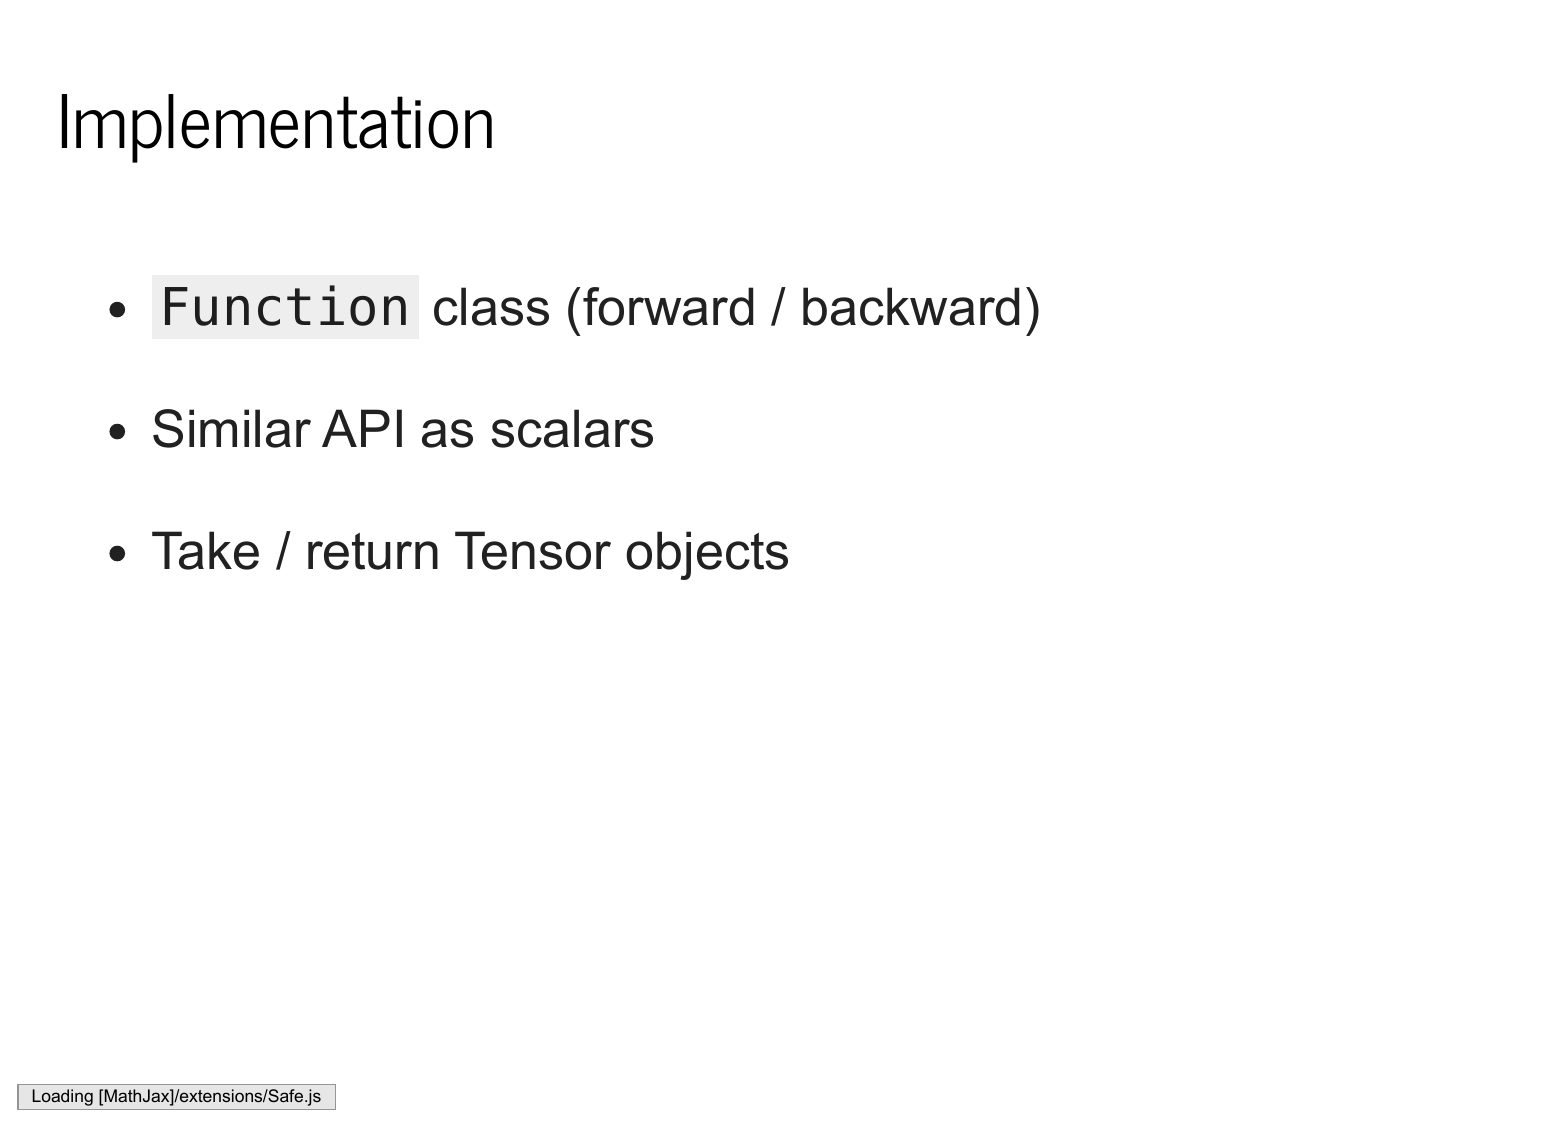 Implementation
• Function class (forward / backward)
• Similar API as scalars
• Take / return Tensor objects
Loading [MathJax]/extensions/Safe.js